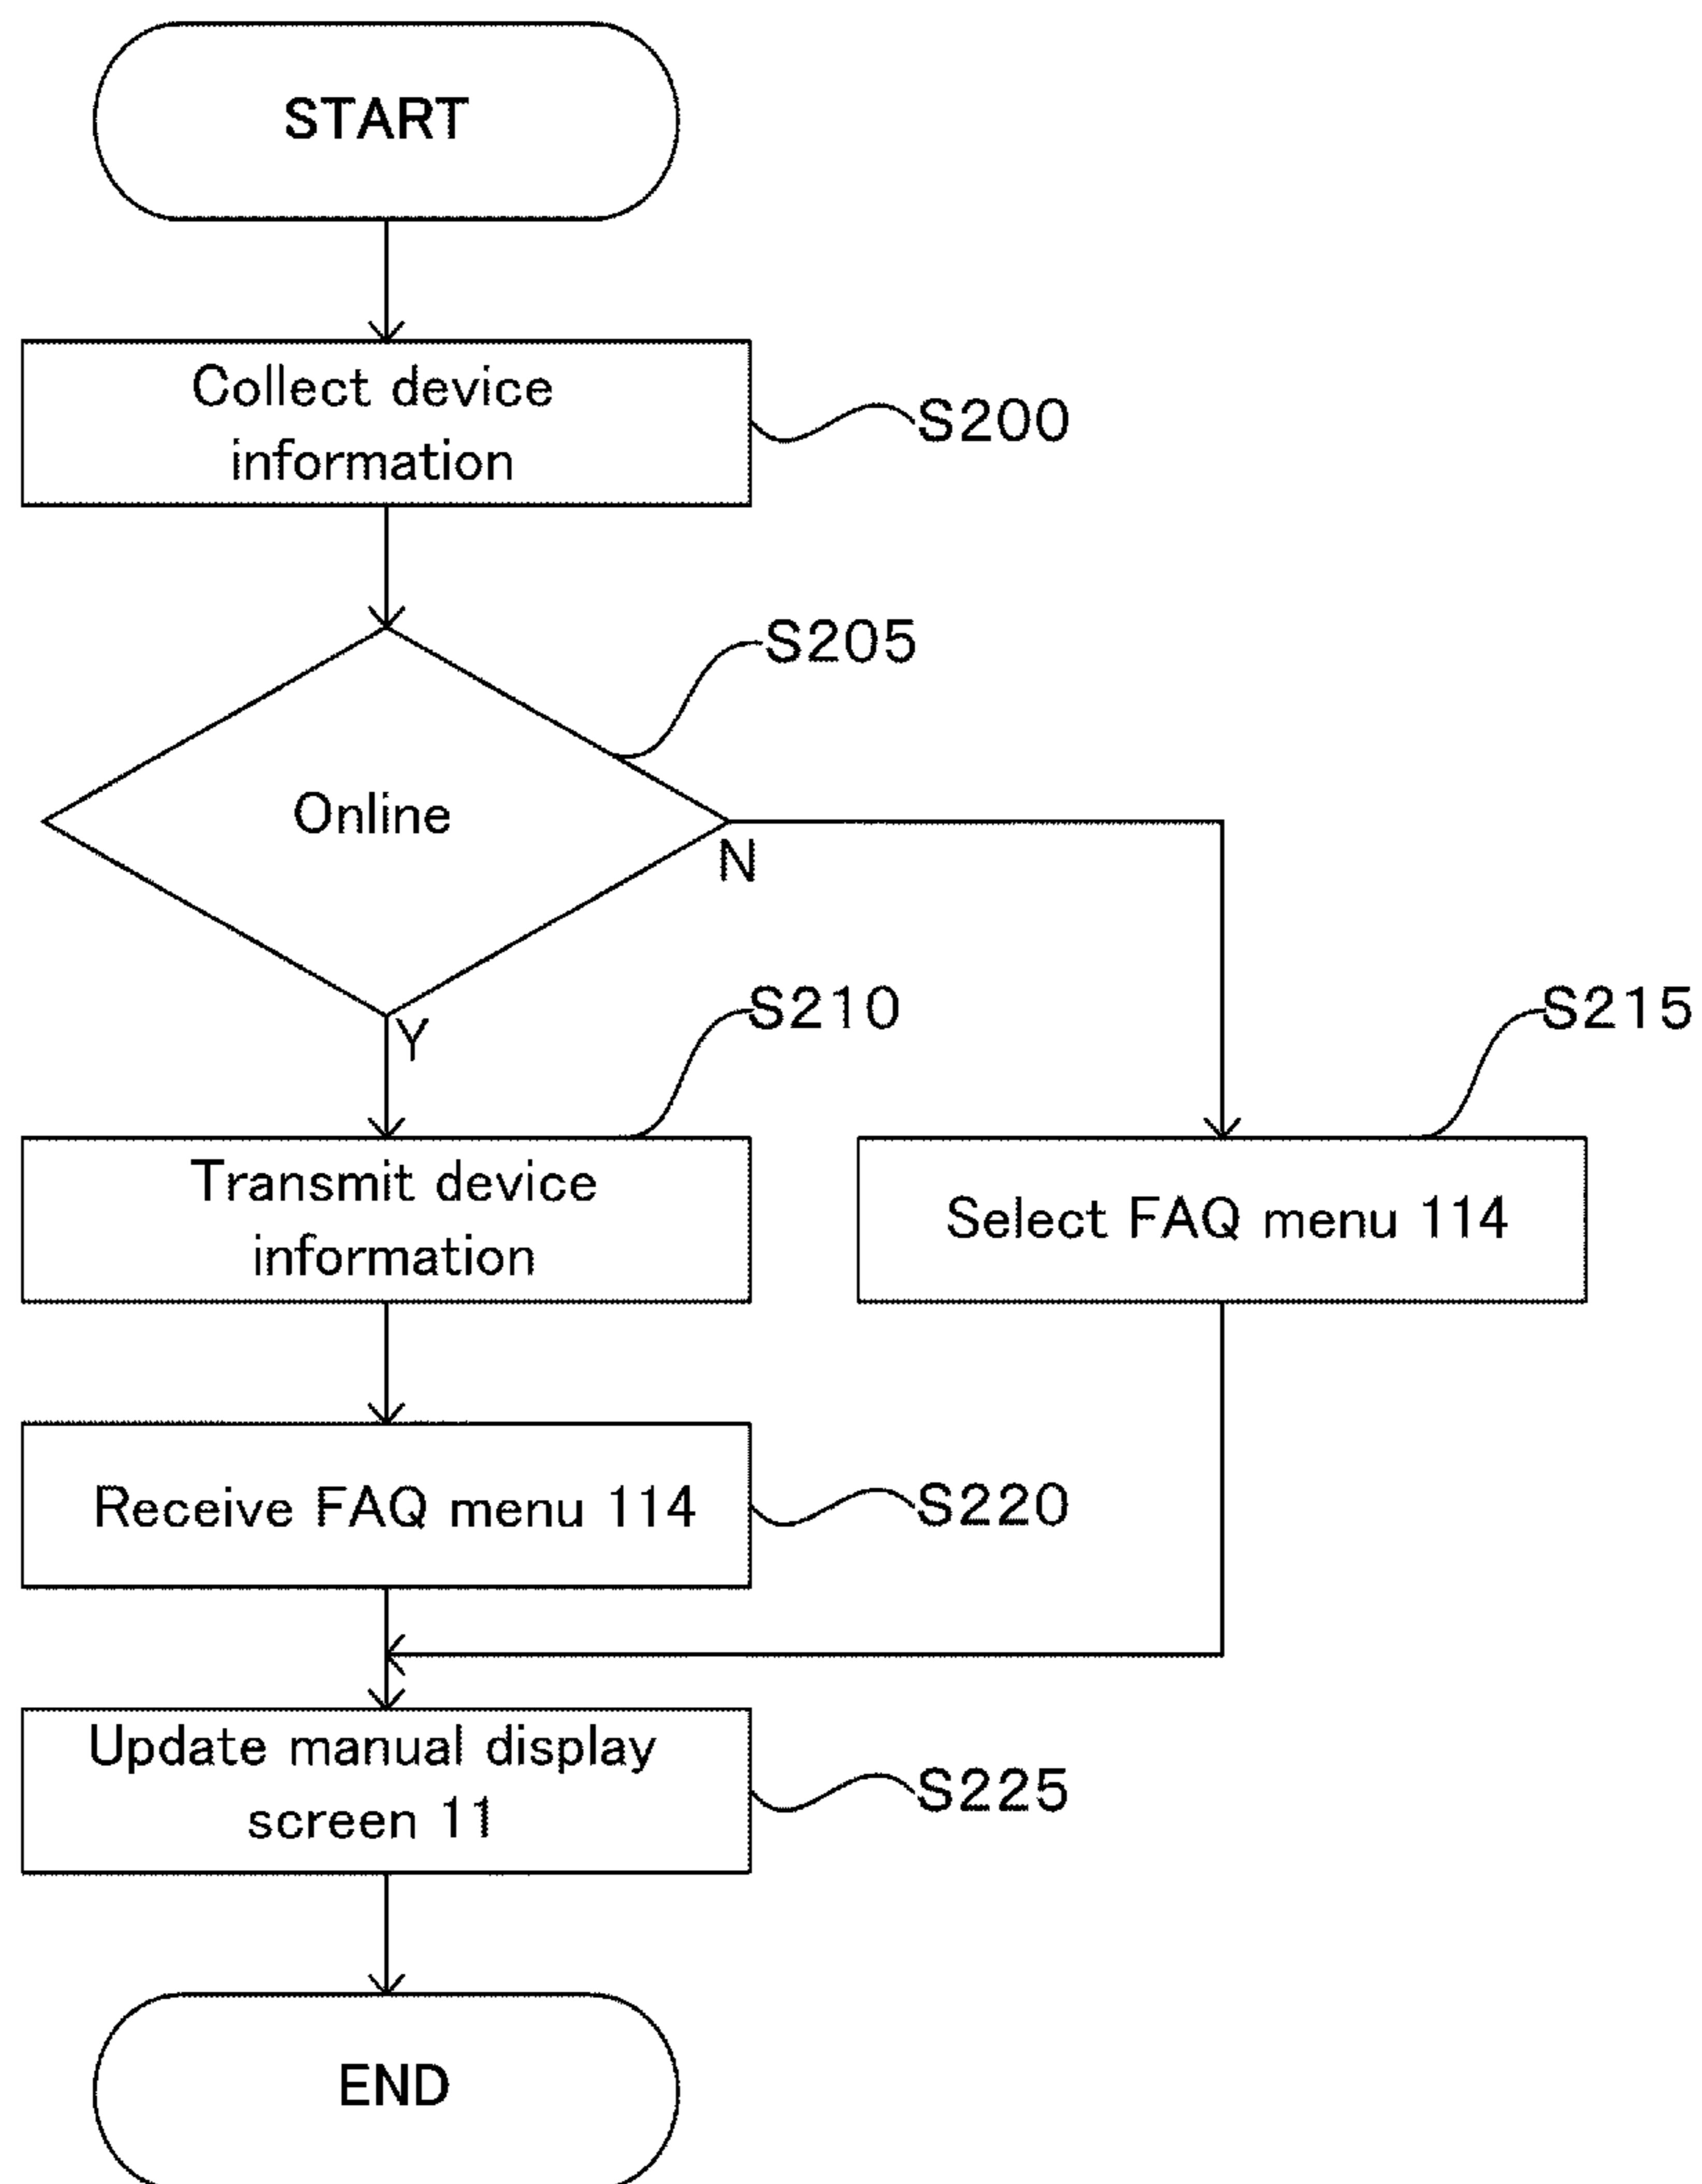 START
Collect device
information
S200
S205
Online
N
Y
S210
S215
Transmit device
information
Select FAQ menu 114
Receive FAQ menu 114
S220
Update manual display
screen 11
S225
END